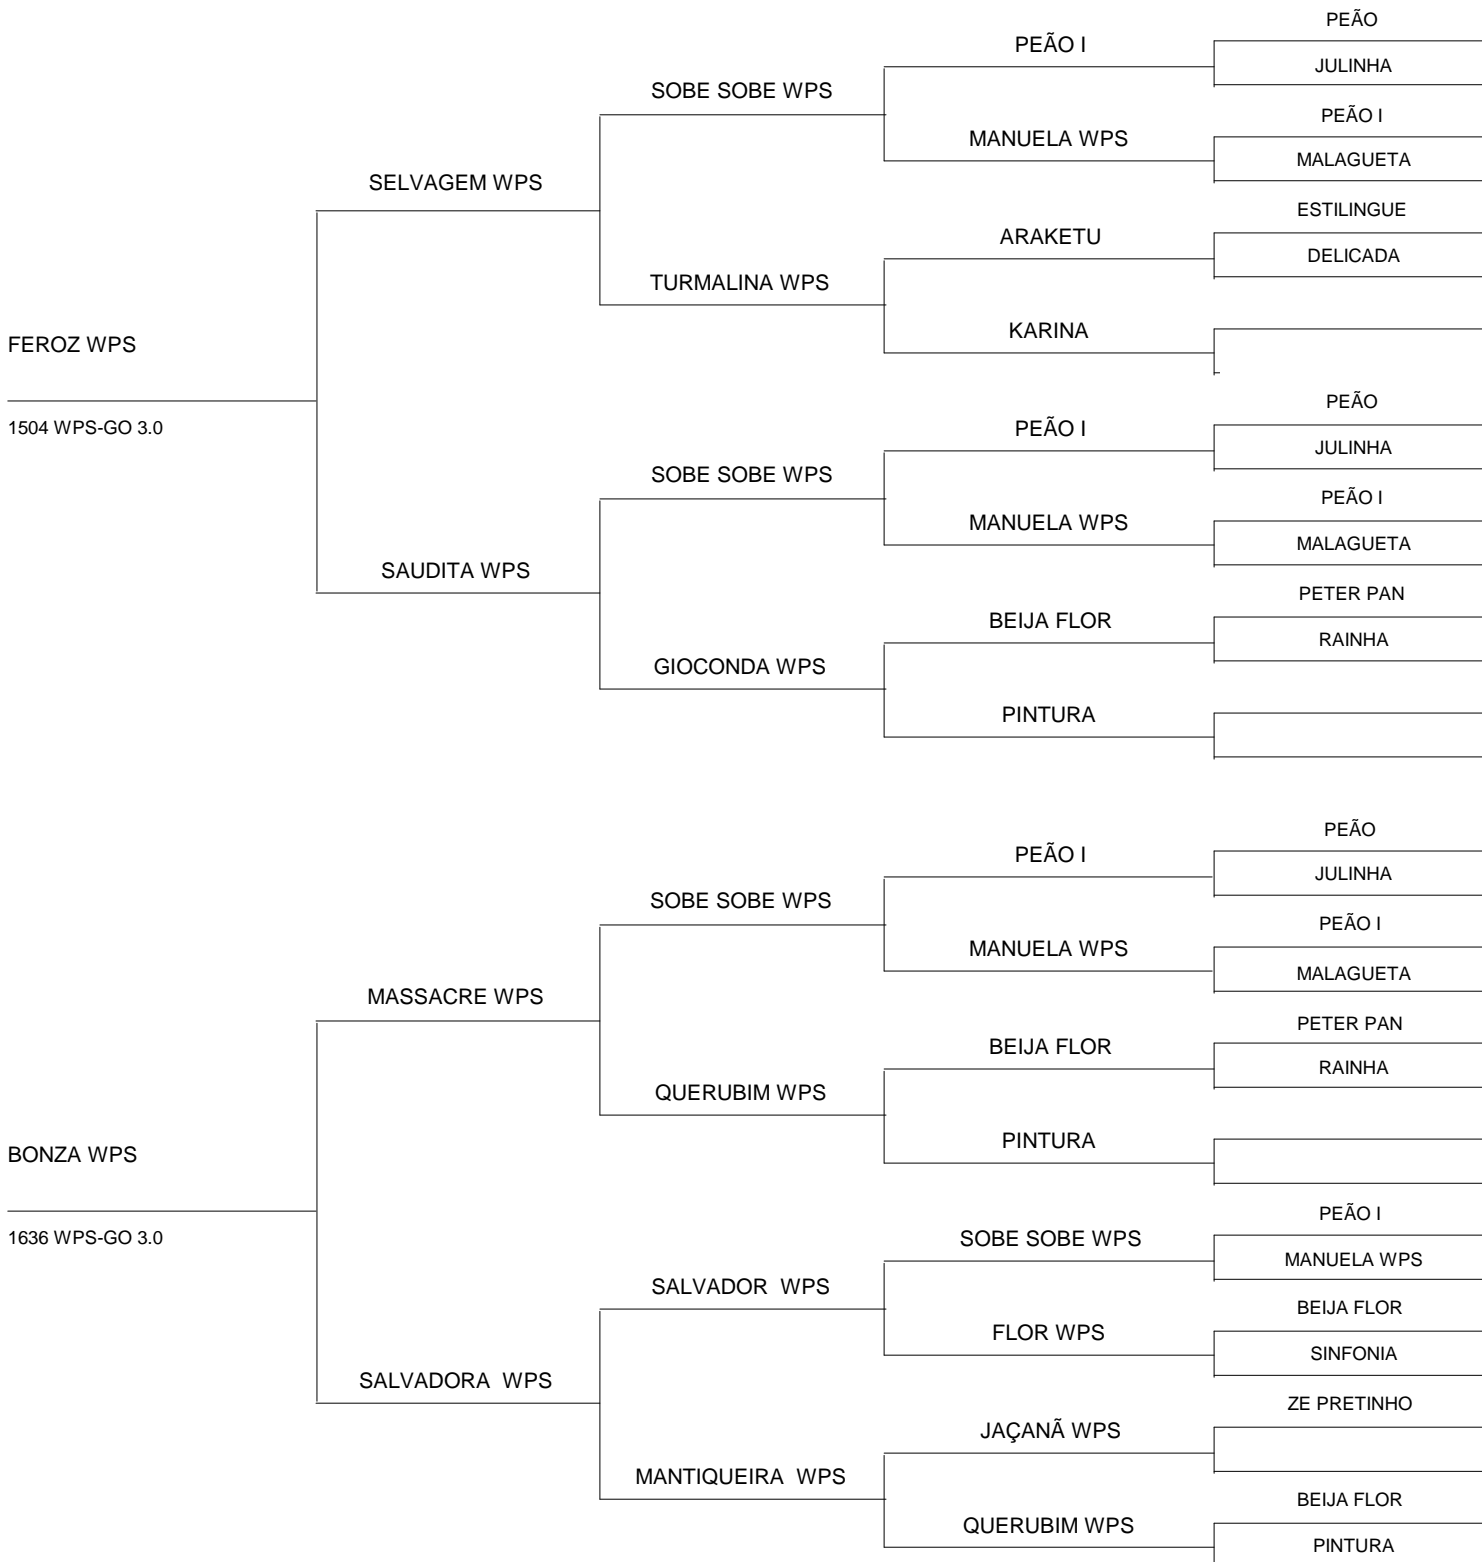 PEÃO
PEÃO I
JULINHA
SOBE SOBE WPS
PEÃO I
MANUELA WPS
MALAGUETA
SELVAGEM WPS
ESTILINGUE
ARAKETU
DELICADA
TURMALINA WPS
KARINA
FEROZ WPS
PEÃO
1504 WPS-GO 3.0
PEÃO I
JULINHA
SOBE SOBE WPS
PEÃO I
MANUELA WPS
MALAGUETA
SAUDITA WPS
PETER PAN
BEIJA FLOR
RAINHA
GIOCONDA WPS
PINTURA
PEÃO
PEÃO I
JULINHA
SOBE SOBE WPS
PEÃO I
MANUELA WPS
MALAGUETA
MASSACRE WPS
PETER PAN
BEIJA FLOR
RAINHA
QUERUBIM WPS
PINTURA
BONZA WPS
PEÃO I
1636 WPS-GO 3.0
SOBE SOBE WPS
MANUELA WPS
SALVADOR WPS
BEIJA FLOR
FLOR WPS
SINFONIA
SALVADORA WPS
ZE PRETINHO
JAÇANÃ WPS
MANTIQUEIRA WPS
BEIJA FLOR
QUERUBIM WPS
PINTURA